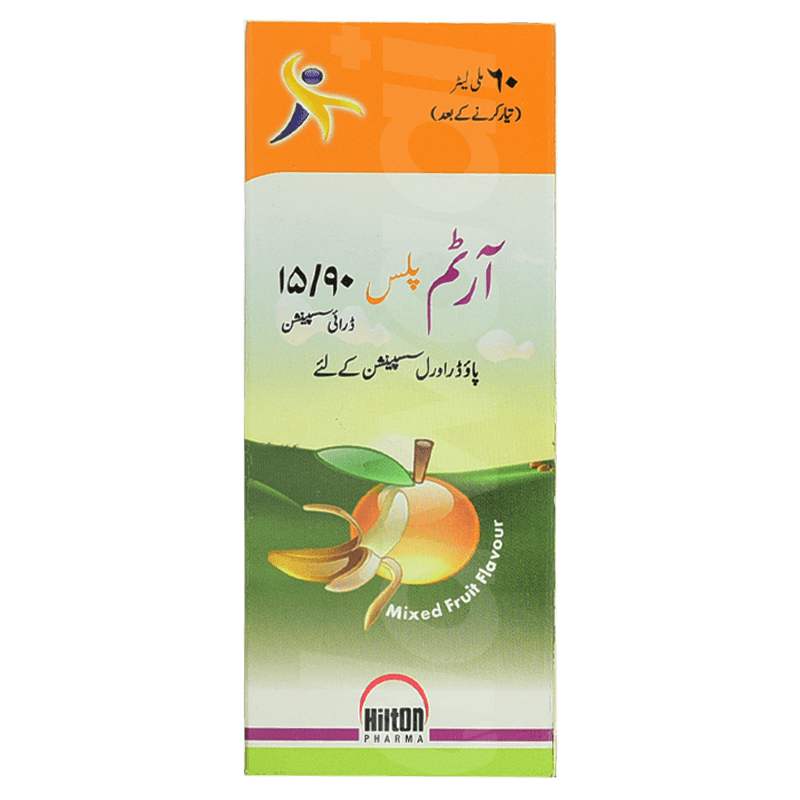 ۶۰ ملی لیٹر
(تیار کرنے کے بعد)
آرٹم پلس ۱۵/۹۰
ڈرائی سسپینشن
پاؤڈر اورل سسپینشن کے لئے
Mixed Fruit Flavour
HiltON
PHARMA